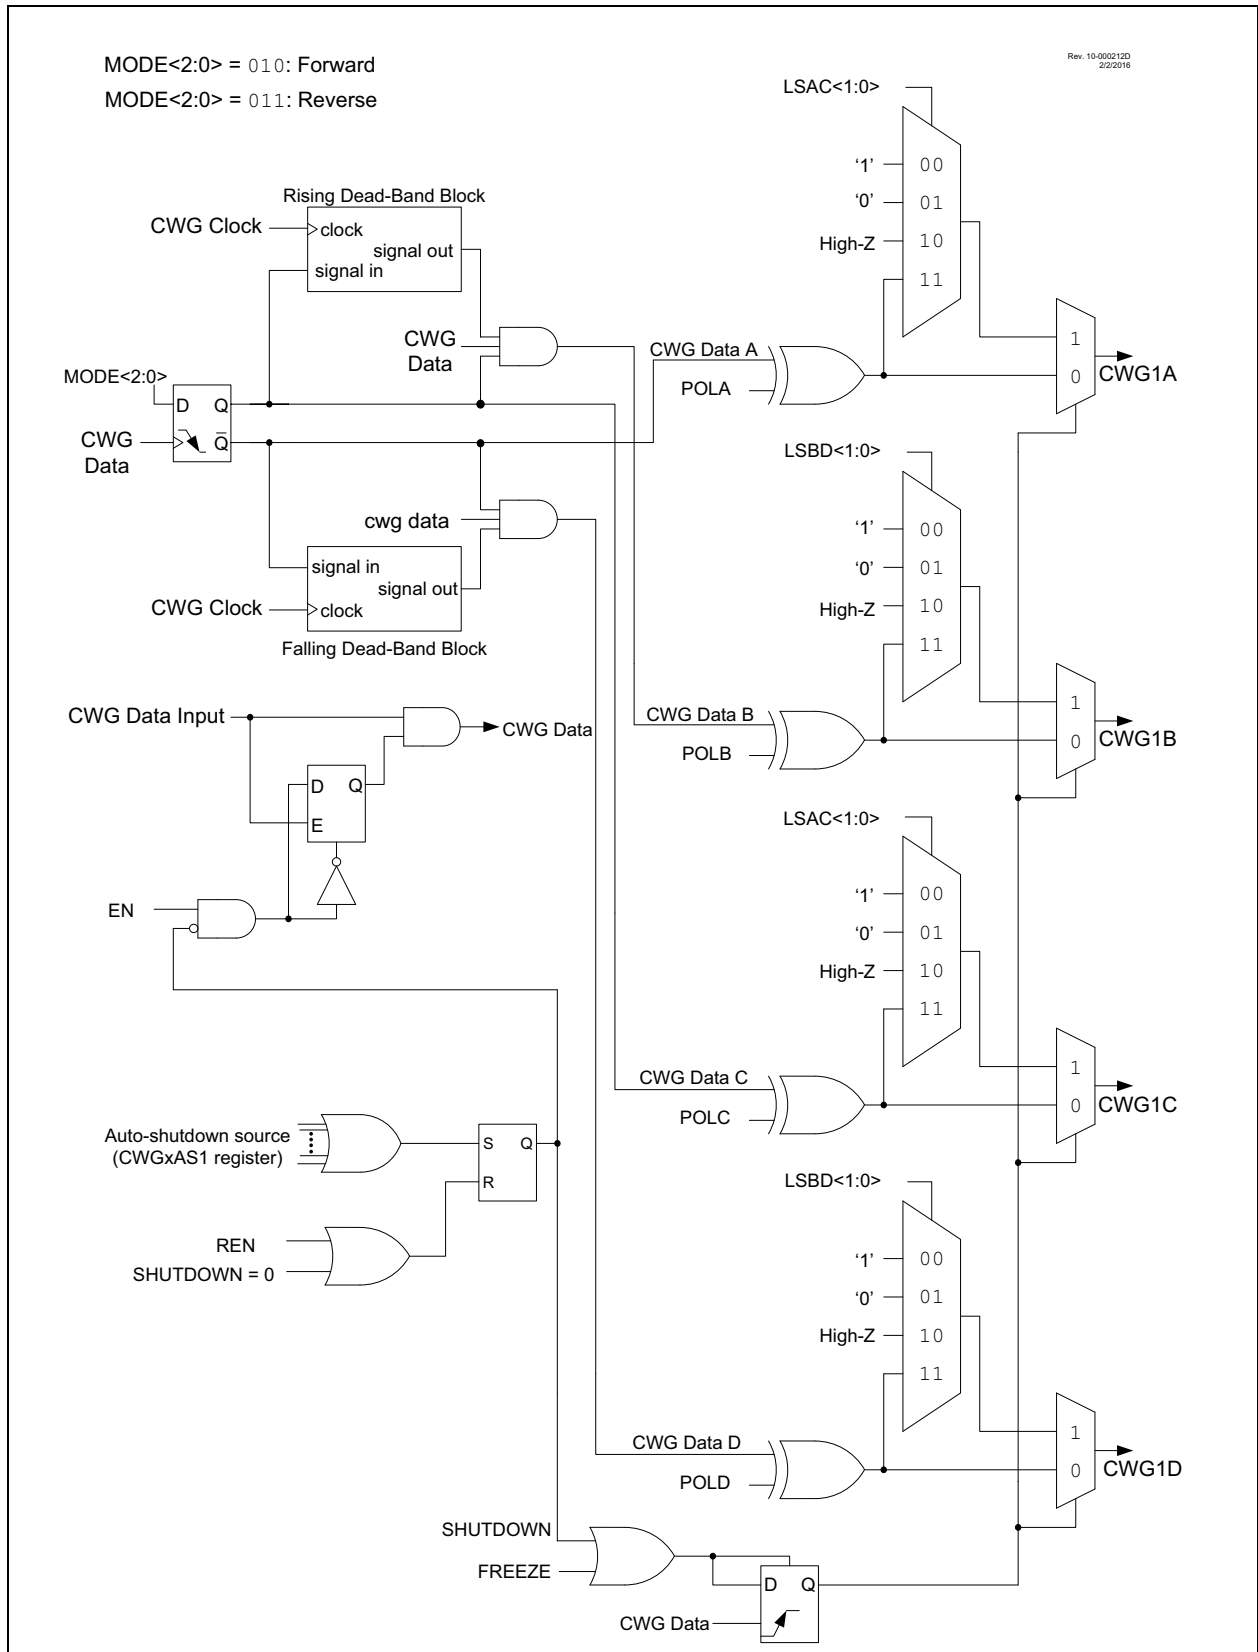 MODE<2:0> = 010: Forward
MODE<2:0> = 011: Reverse
Rev. 10-000212D
2/2/2016
LSAC<1:0>
'1'
00
'0'
01
High-Z
10
11
Rising Dead-Band Block
CWG Clock
clock
signal out
signal in
CWG
Data
MODE<2:0>
D
Q
CWG
Data
Q
CWG Data A
POLA
1
0
CWG1A
cwg data
signal in
signal out
CWG Clock
clock
Falling Dead-Band Block
LSBD<1:0>
'1'
00
'0'
01
High-Z
10
11
CWG Data Input
CWG Data
D
Q
E
EN
CWG Data B
POLB
1
0
CWG1B
LSAC<1:0>
'1'
00
'0'
01
High-Z
10
11
CWG Data C
POLC
1
0
CWG1C
Auto-shutdown source
(CWGxAS1 register)
S
Q
R
REN
SHUTDOWN = 0
LSBD<1:0>
'1'
00
'0'
01
High-Z
10
11
CWG Data D
POLD
1
0
CWG1D
SHUTDOWN
FREEZE
D
Q
CWG Data